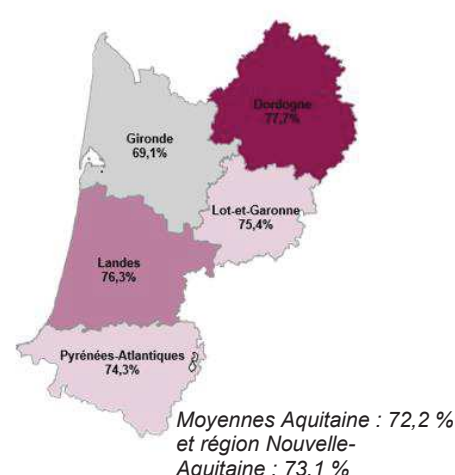 Dordogne
77,7%
Gironde
69,1%
Lot-et-Garonne
75,4%
Landes
76,3%
Pyrénées-Atlantiques
74,3%
Moyennes Aquitaine : 72,2 %
et région Nouvelle-
Aquitaine : 73,1 %